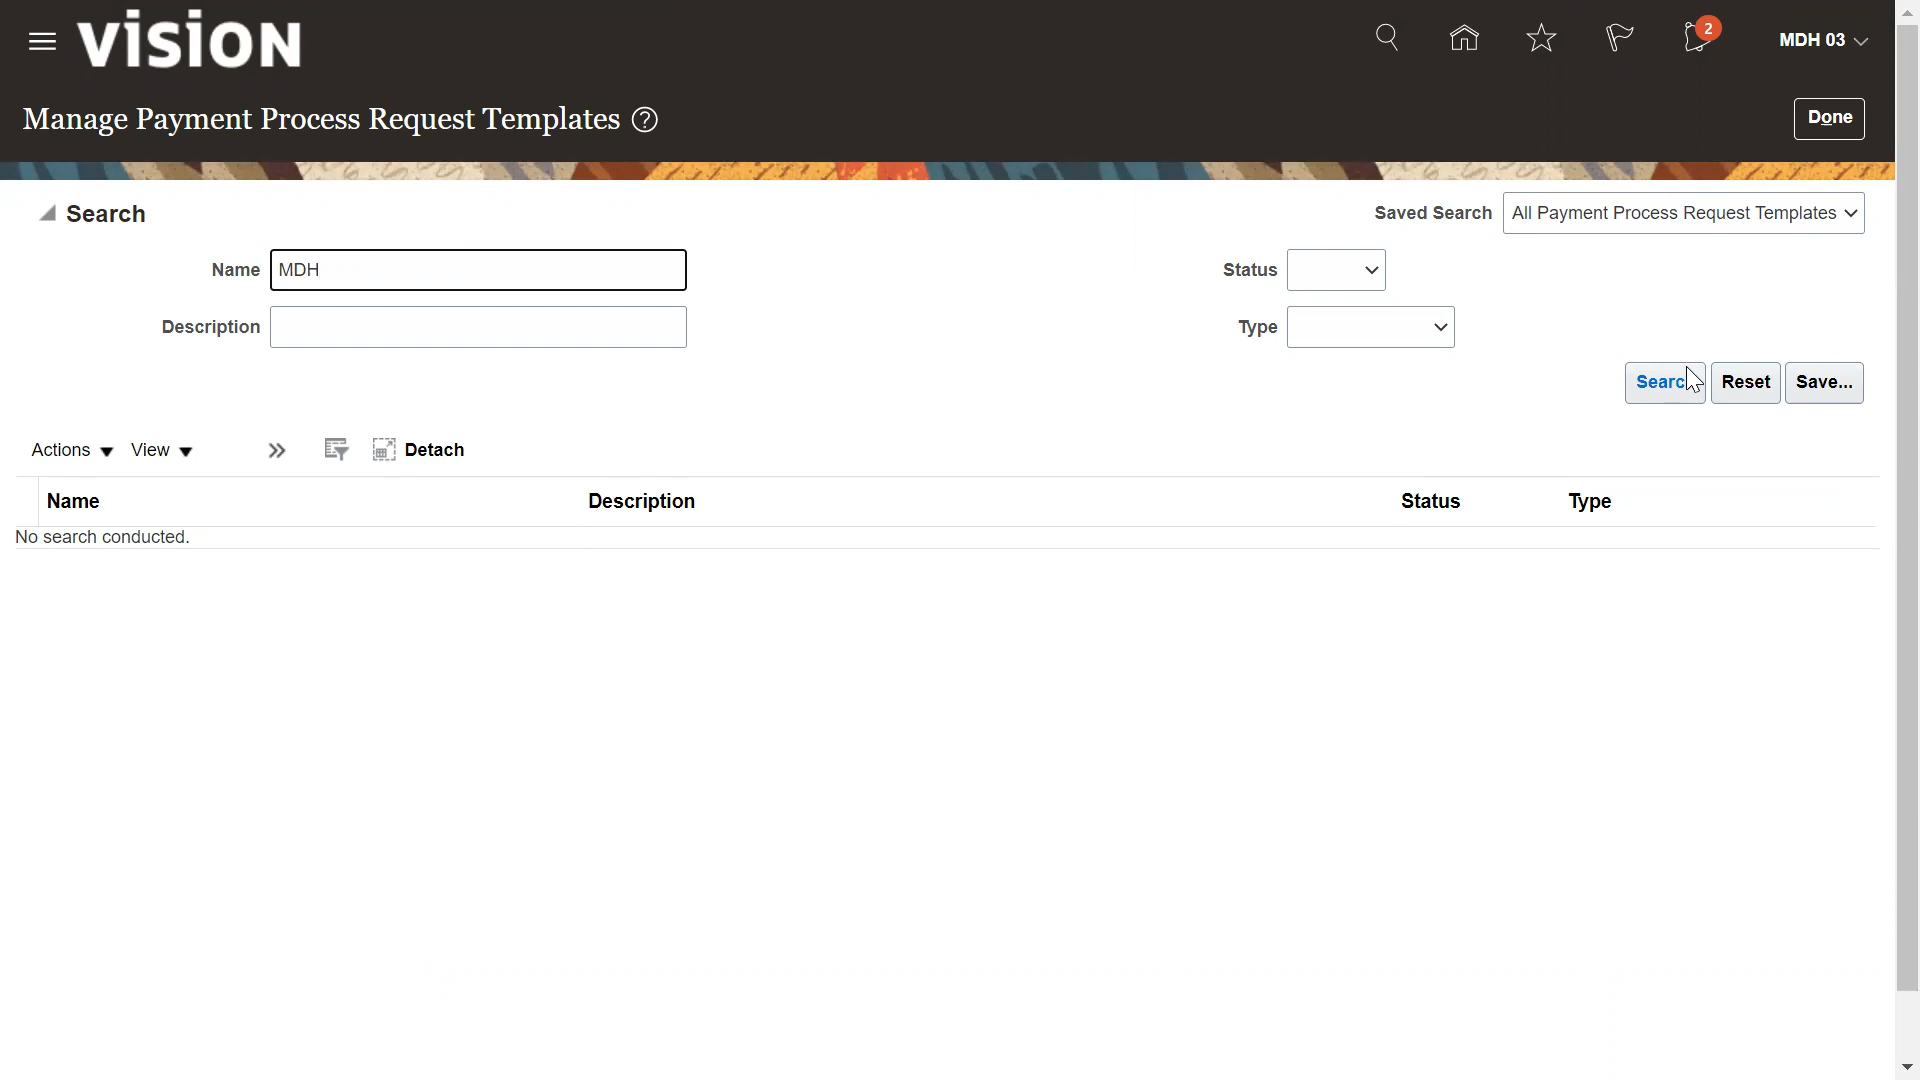 VISION
2
MDH 03
Manage Payment Process Request Templates ?
Done
Search
Saved Search All Payment Process Request Templates
Name MDH
Status
Description
Type
Search Reset Save...
Actions View Detach
Name Description Status Type
No search conducted.